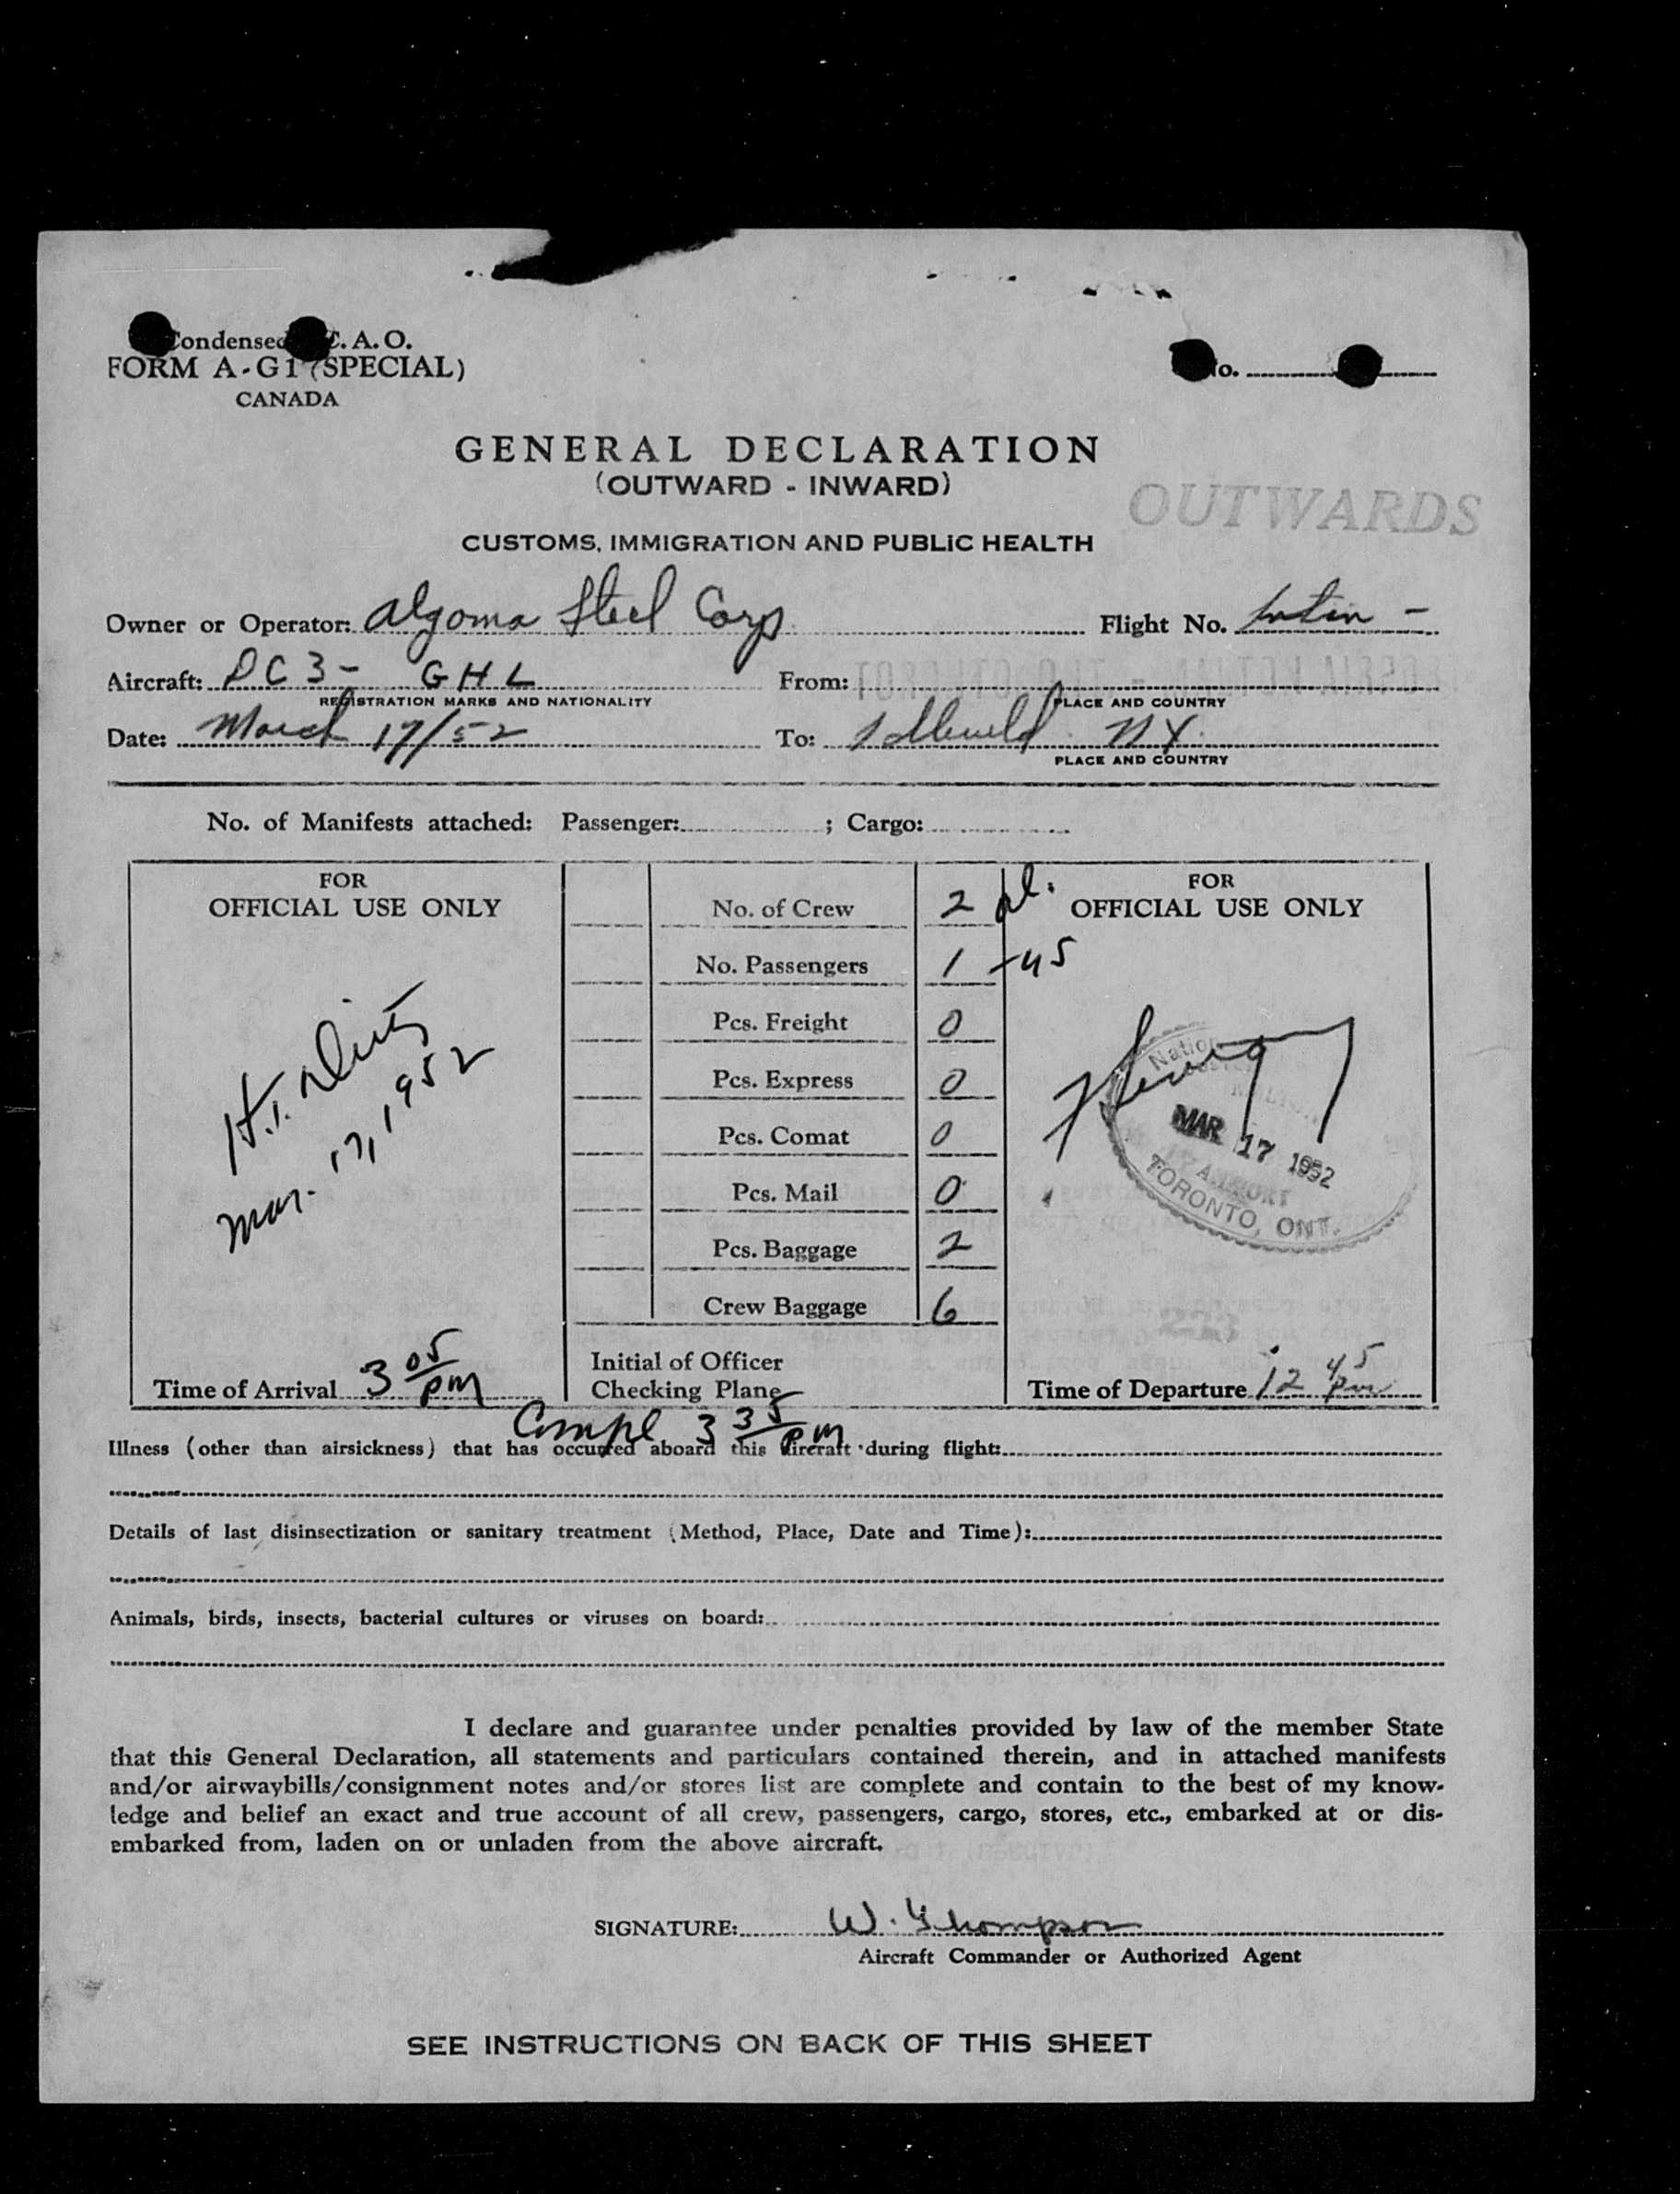 Condensed C.A.O.
FORM A-G1 (SPECIAL)
CANADA
No.
GENERAL DECLARATION
(OUTWARD - INWARD)
OUTWARDS
CUSTOMS, IMMIGRATION AND PUBLIC HEALTH
Owner or Operator: Algoma Steel Corp Flight No.
Aircraft: DC3 - GHL From:
REGISTRATION MARKS AND NATIONALITY PLACE AND COUNTRY
Date: March 17/52 To: NY.
PLACE AND COUNTRY
No. of Manifests attached: Passenger: ; Cargo:
FOR
OFFICIAL USE ONLY
Mar. 17, 1952
Time of Arrival 3 05 pm
No. of Crew 2
No. Passengers 1 -45
Pcs. Freight 0
Pcs. Express 0
Pcs. Comat 0
Pcs. Mail 0
Pcs. Baggage 2
Crew Baggage 6
Initial of Officer
Checking Plane
FOR
OFFICIAL USE ONLY
MAR 17 1952
AIRPORT
TORONTO, ONT.
Time of Departure 12 45 pm
Compl 3 35 pm
Illness (other than airsickness) that has occurred aboard this aircraft during flight:
Details of last disinsectization or sanitary treatment (Method, Place, Date and Time):
Animals, birds, insects, bacterial cultures or viruses on board:
I declare and guarantee under penalties provided by law of the member State
that this General Declaration, all statements and particulars contained therein, and in attached manifests
and/or airwaybills/consignment notes and/or stores list are complete and contain to the best of my know-
ledge and belief an exact and true account of all crew, passengers, cargo, stores, etc., embarked at or dis-
embarked from, laden on or unladen from the above aircraft.
SIGNATURE: W. Thompson
Aircraft Commander or Authorized Agent
SEE INSTRUCTIONS ON BACK OF THIS SHEET